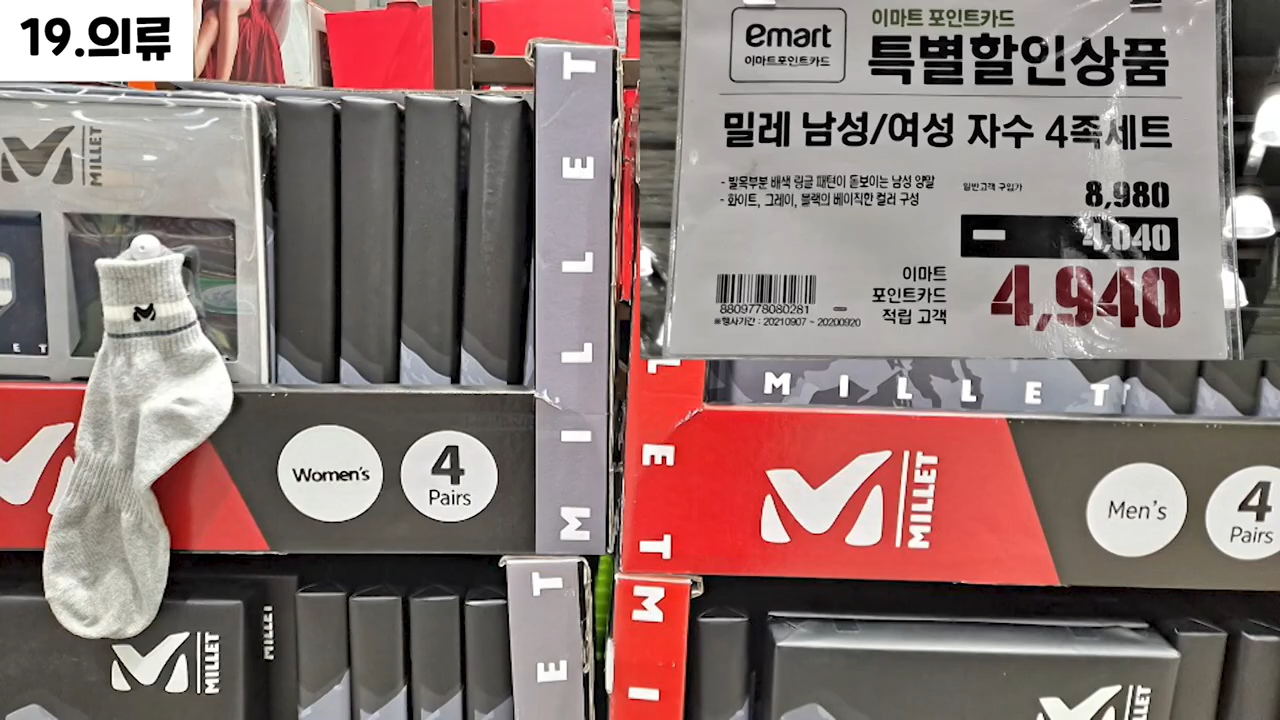 19.의류
MILLET
MILLET
Women's
4
Pairs
MILLET
MILLET
T
E
emart
이마트포인트카드
이마트 포인트카드
특별할인상품
밀레 남성/여성 자수 4족세트
- 발목부분 배색 링글 패턴이 돋보이는 남성 양말
- 화이트, 그레이, 블랙의 베이직한 컬러 구성
일반고객 구입가
8,980
- 4,040
이마트
포인트카드
적립 고객
4,940
8809778080281
※행사기간 : 20210907 ~ 20200920
MILLET
L E T
MILLET
Men's
4
Pairs
M I